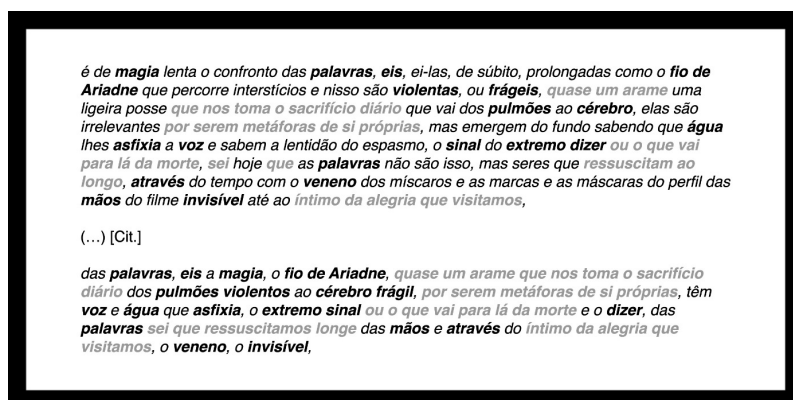 é de magia lenta o confronto das palavras, eis, ei-las, de súbito, prolongadas como o fio de
Ariadne que percorre interstícios e nisso são violentas, ou frágeis, quase um arame uma
ligeira posse que nos toma o sacrifício diário que vai dos pulmões ao cérebro, elas são
irrelevantes por serem metáforas de si próprias, mas emergem do fundo sabendo que água
lhes asfixia a voz e sabem a lentidão do espasmo, o sinal do extremo dizer ou o que vai
para lá da morte, sei hoje que as palavras não são isso, mas seres que ressuscitam ao
longo, através do tempo com o veneno dos míscaros e as marcas e as máscaras do perfil das
mãos do filme invisível até ao íntimo da alegria que visitamos,
(…) [Cit.]
das palavras, eis a magia, o fio de Ariadne, quase um arame que nos toma o sacrifício
diário dos pulmões violentos ao cérebro frágil, por serem metáforas de si próprias, têm
voz e água que asfixia, o extremo sinal ou o que vai para lá da morte e o dizer, das
palavras sei que ressuscitamos longe das mãos e através do íntimo da alegria que
visitamos, o veneno, o invisível,